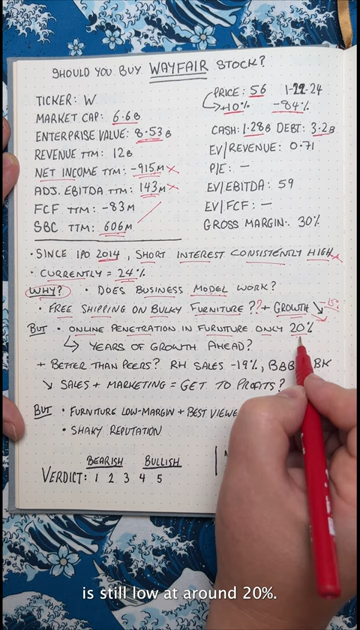 SHOULD YOU BUY WAYFAIR STOCK?
TICKER: W
MARKET CAP: 6.6B
ENTERPRISE VALUE: 8.53B
REVENUE TTM: 12B
NET INCOME TTM: -915M
ADJ. EBITDA TTM: 143M
FCF TTM: -83M
SBC TTM: 606M
PRICE: 56 1-22-24
+10% -84%
CASH: 1.28B DEBT: 3.2B
EV/REVENUE: 0.71
P/E: —
EV/EBITDA: 59
EV/FCF: —
GROSS MARGIN: 30%
• SINCE IPO 2014, SHORT INTEREST CONSISTENTLY HIGH
• CURRENTLY = 24%
WHY? • DOES BUSINESS MODEL WORK?
• FREE SHIPPING ON BULKY FURNITURE ?? + GROWTH
BUT • ONLINE PENETRATION IN FURNITURE ONLY 20%
↳ YEARS OF GROWTH AHEAD?
+ BETTER THAN PEERS? RH SALES -19%, BBB BK
↘ SALES + MARKETING = GET TO PROFITS?
BUT • FURNITURE LOW-MARGIN + BEST VIEWE
• SHAKY REPUTATION
BEARISH BULLISH
VERDICT: 1 2 3 4 5
is still low at around 20%.